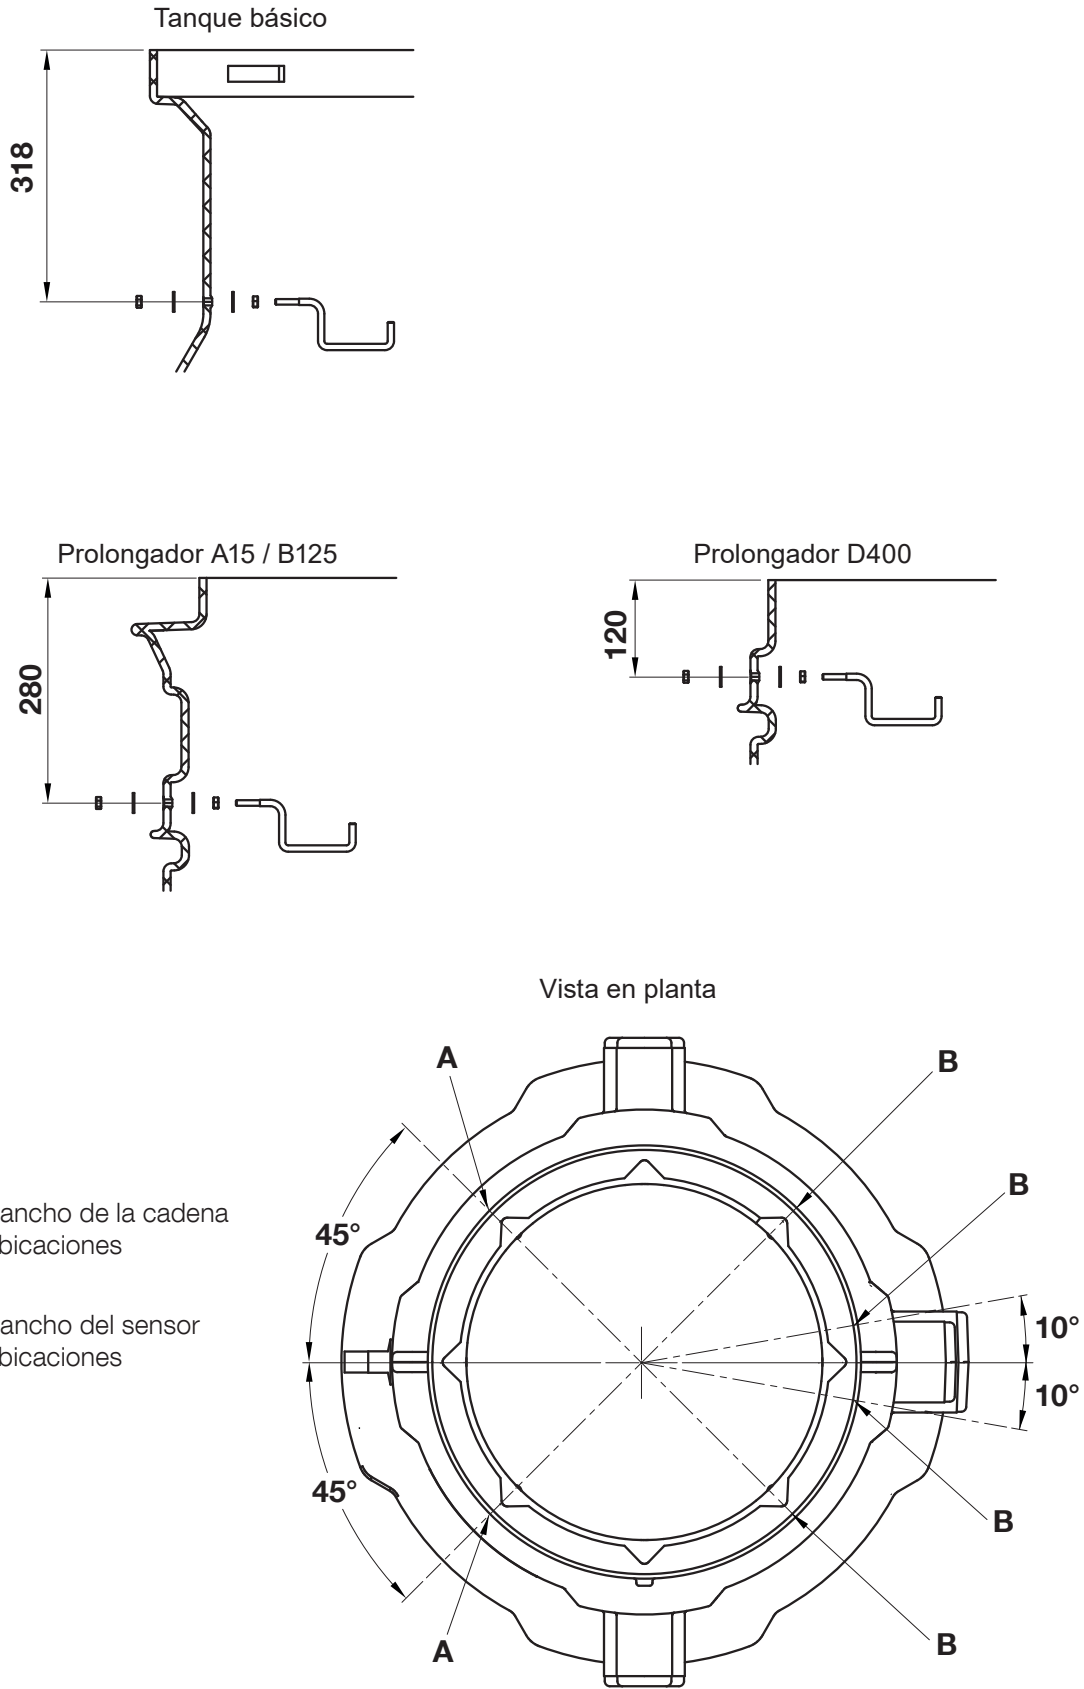 Tanque básico
318
Prolongador A15 / B125
280
Prolongador D400
120
Vista en planta
A
B
B
45°
ancho de la cadena
bicaciones
10°
ancho del sensor
bicaciones
10°
45°
B
A
B